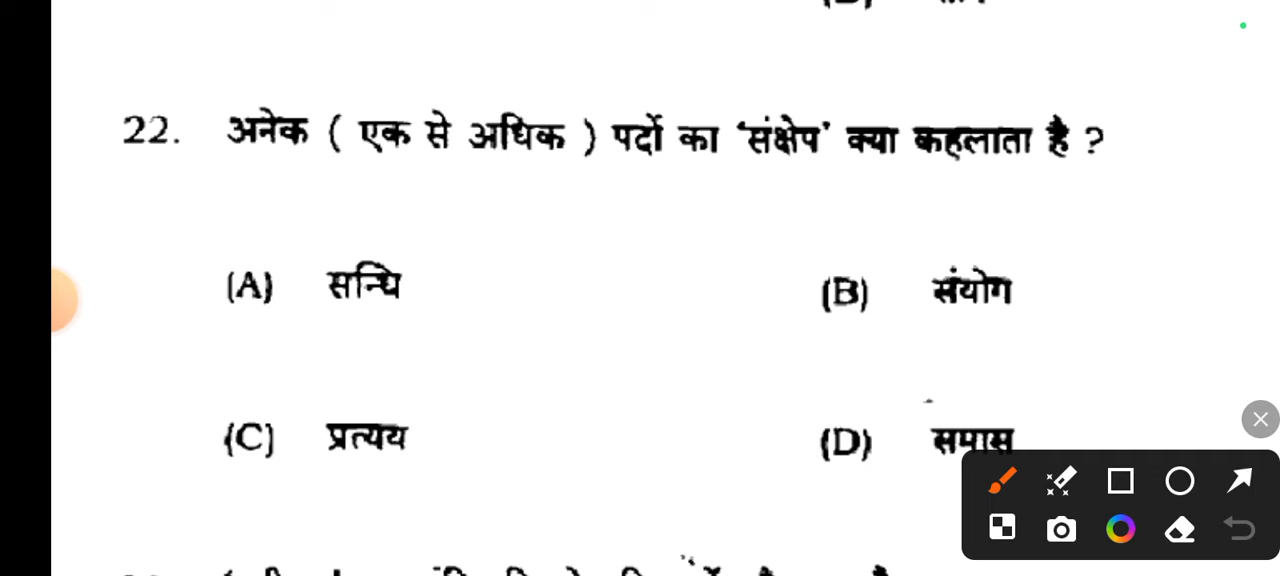 22. अनेक ( एक से अधिक ) पदों का 'संक्षेप' क्या कहलाता है ?
(A) सन्धि (B) संयोग
(C) प्रत्यय (D) समास